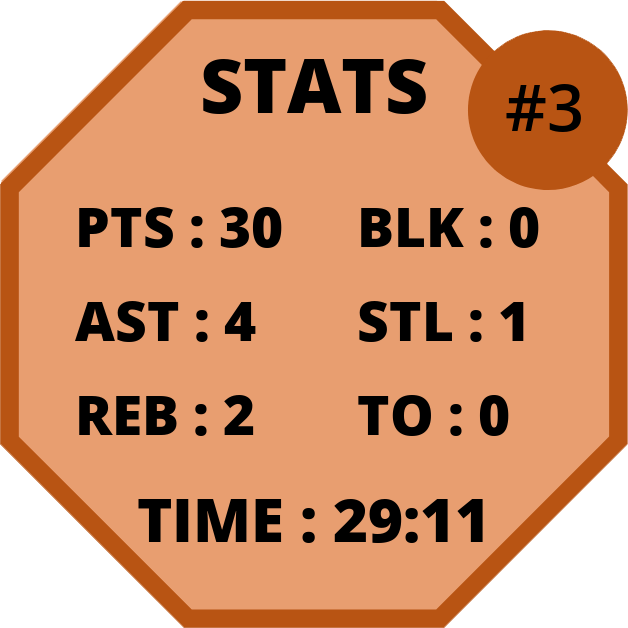 STATS
#3
PTS : 30
BLK : 0
AST : 4
STL : 1
REB : 2
TO : 0
TIME : 29:11